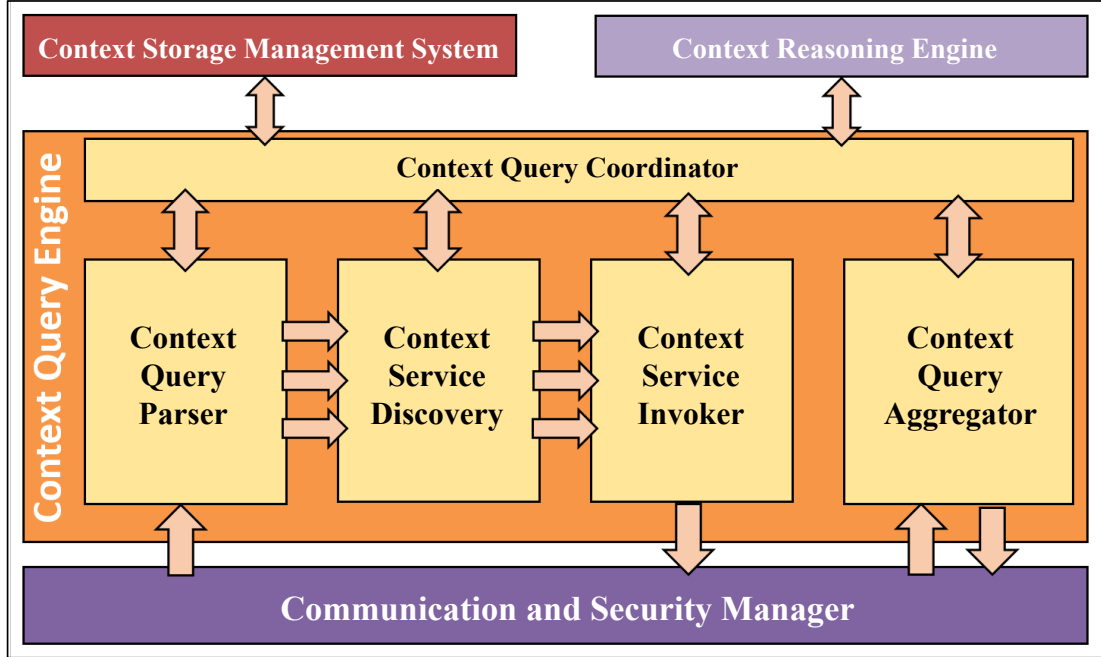 Context Storage Management System
Context Reasoning Engine
Context Query Engine
Context Query Coordinator
Context
Query
Parser
Context
Service
Discovery
Context
Service
Invoker
Context
Query
Aggregator
Communication and Security Manager